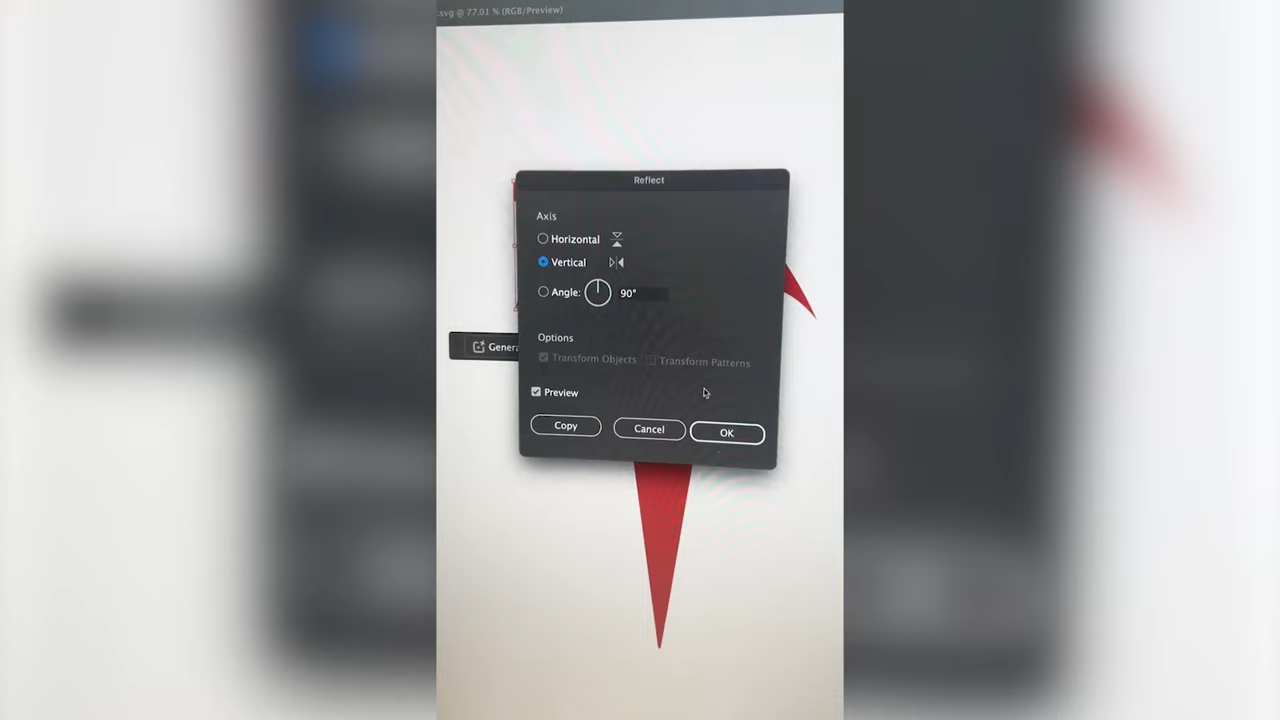 .svg @ 77.01 % (RGB/Preview)
Reflect
Axis
Horizontal
Vertical
Angle: 90°
Options
Transform Objects Transform Patterns
Preview
Copy Cancel OK